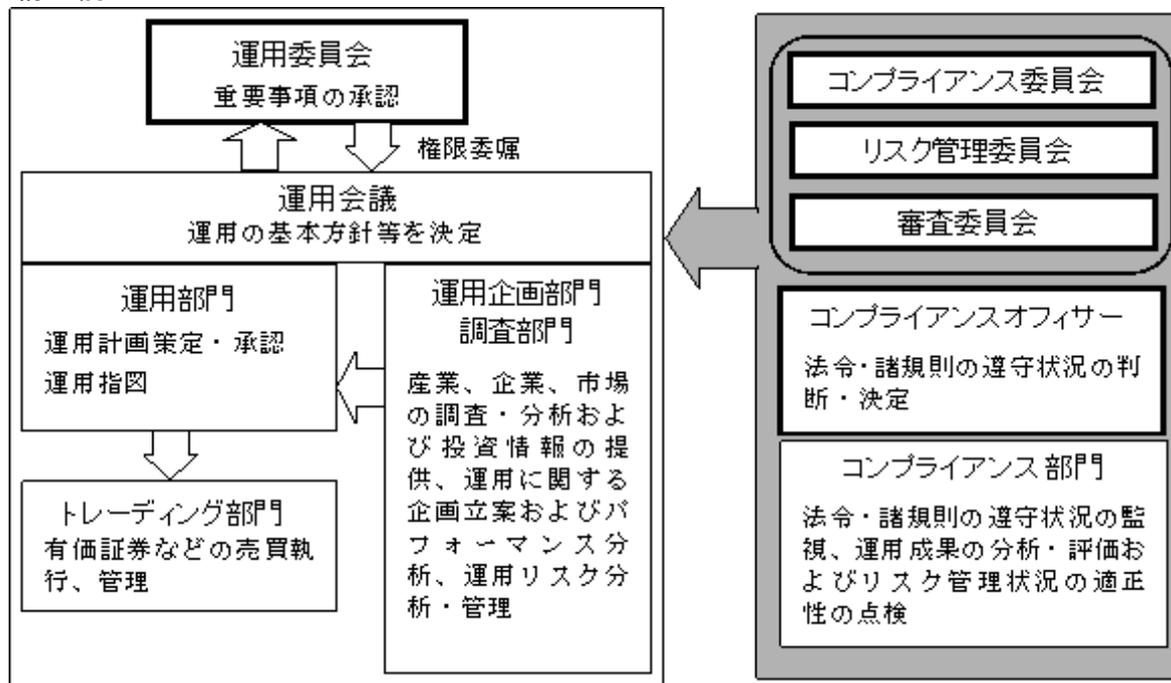 運用委員会
重要事項の承認
権限委嘱
運用会議
運用の基本方針等を決定
運用部門
運用計画策定・承認
運用指図
トレーディング部門
有価証券などの売買執
行、管理
運用企画部門
調査部門
産業、企業、市場
の調査・分析およ
び投資情報の提
供、運用に関する
企画立案およびパ
フォーマンス分
析、運用リスク分
析・管理
コンプライアンス委員会
リスク管理委員会
審査委員会
コンプライアンスオフィサー
法令・諸規則の遵守状況の判
断・決定
コンプライアンス部門
法令・諸規則の遵守状況の監
視、運用成果の分析・評価お
よびリスク管理状況の適正
性の点検